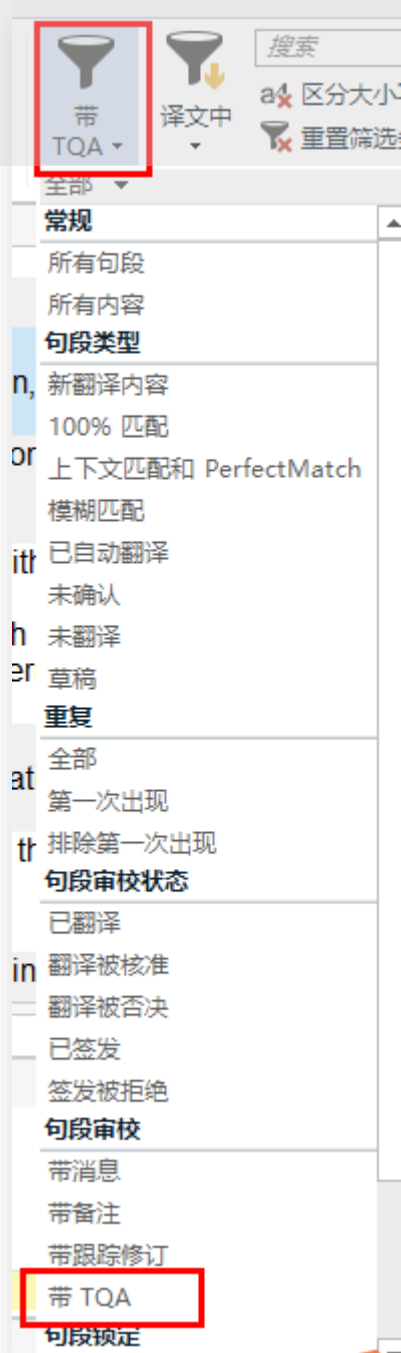 搜索
区分大小
带
TQA
译文中
重置筛选
全部
常规
所有句段
所有内容
句段类型
n,
新翻译内容
100% 匹配
or
上下文匹配和 PerfectMatch
模糊匹配
ith
已自动翻译
未确认
h
未翻译
er
草稿
重复
全部
at
第一次出现
th
排除第一次出现
句段审校状态
已翻译
in
翻译被核准
翻译被否决
已签发
签发被拒绝
句段审校
带消息
带备注
带跟踪修订
带 TQA
句段锁定